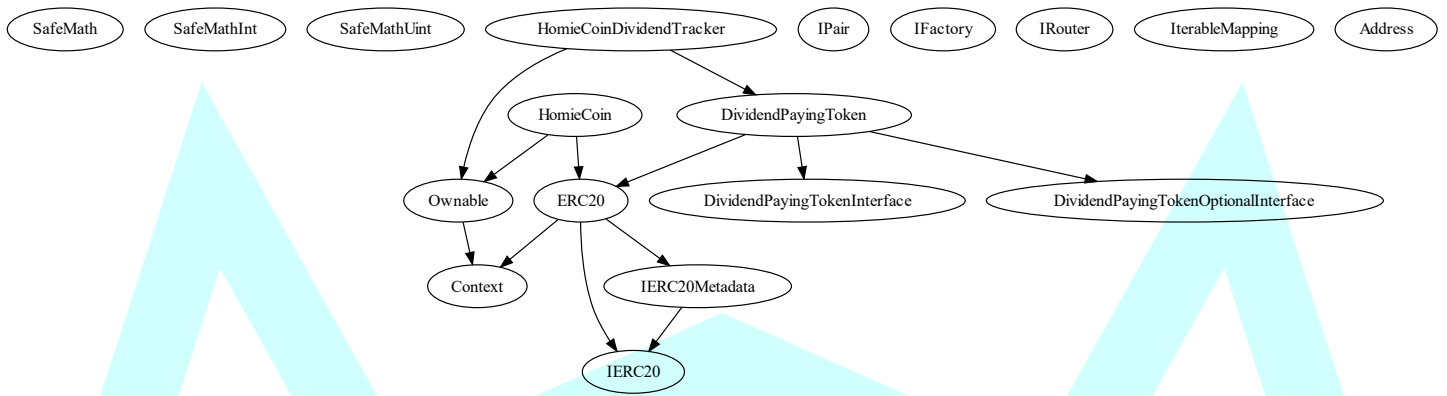 SafeMath SafeMathInt SafeMathUint HomieCoinDividendTracker IPair IFactory IRouter IterableMapping Address
HomieCoin DividendPayingToken
Ownable ERC20 DividendPayingTokenInterface DividendPayingTokenOptionalInterface
Context IERC20Metadata
IERC20